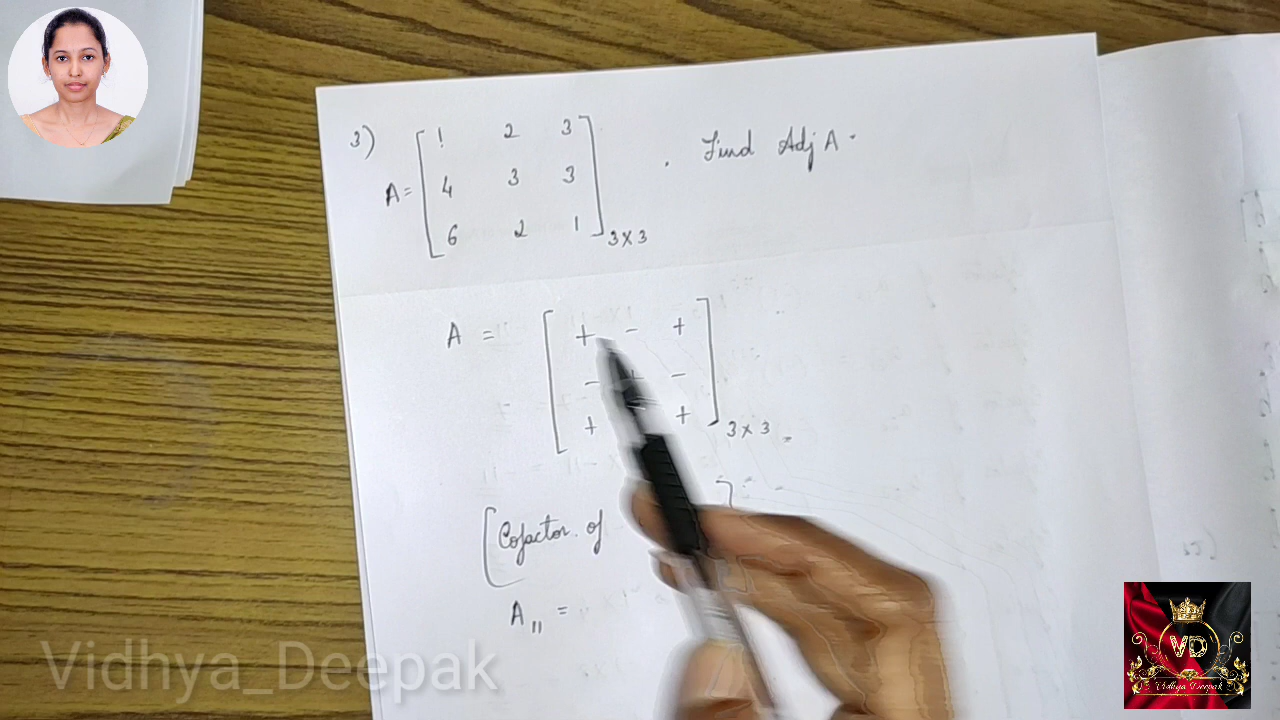 3)
A = [ 1 2 3
4 3 3
6 2 1 ] 3×3 . Find Adj A.
A = [ + - +
- + -
+ - + ] 3×3.
[Cofactor of ]
A11 =
Vidhya_Deepak
VD
Vidhya Deepak